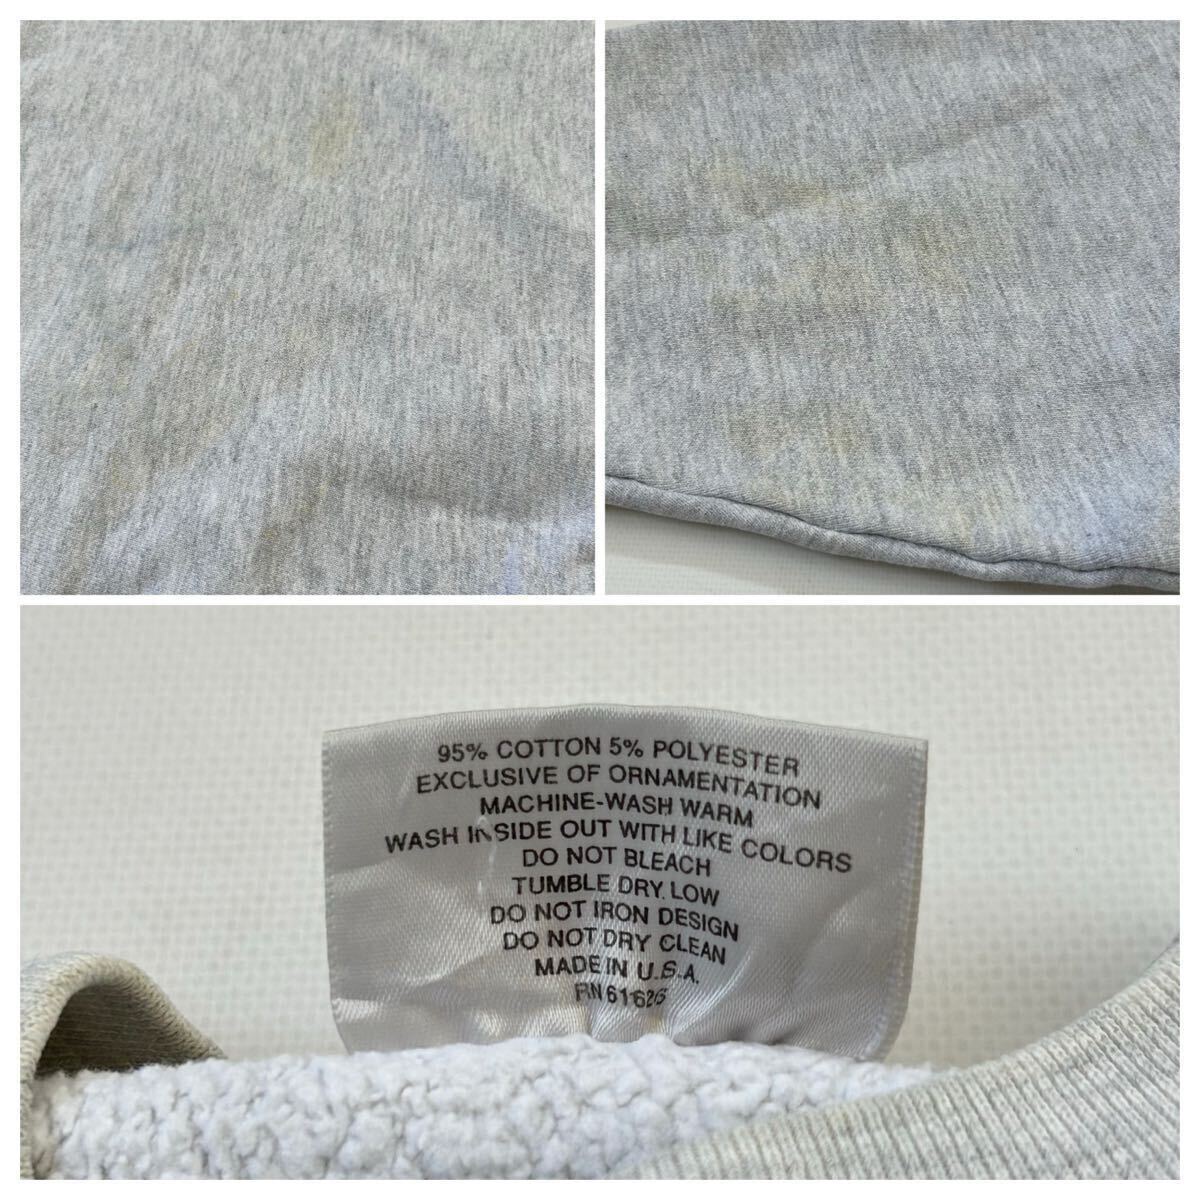 95% COTTON 5% POLYESTER
EXCLUSIVE OF ORNAMENTATION
MACHINE-WASH WARM
WASH INSIDE OUT WITH LIKE COLORS
DO NOT BLEACH
TUMBLE DRY LOW
DO NOT IRON DESIGN
DO NOT DRY CLEAN
MADE IN U.S.A.
RN 61626